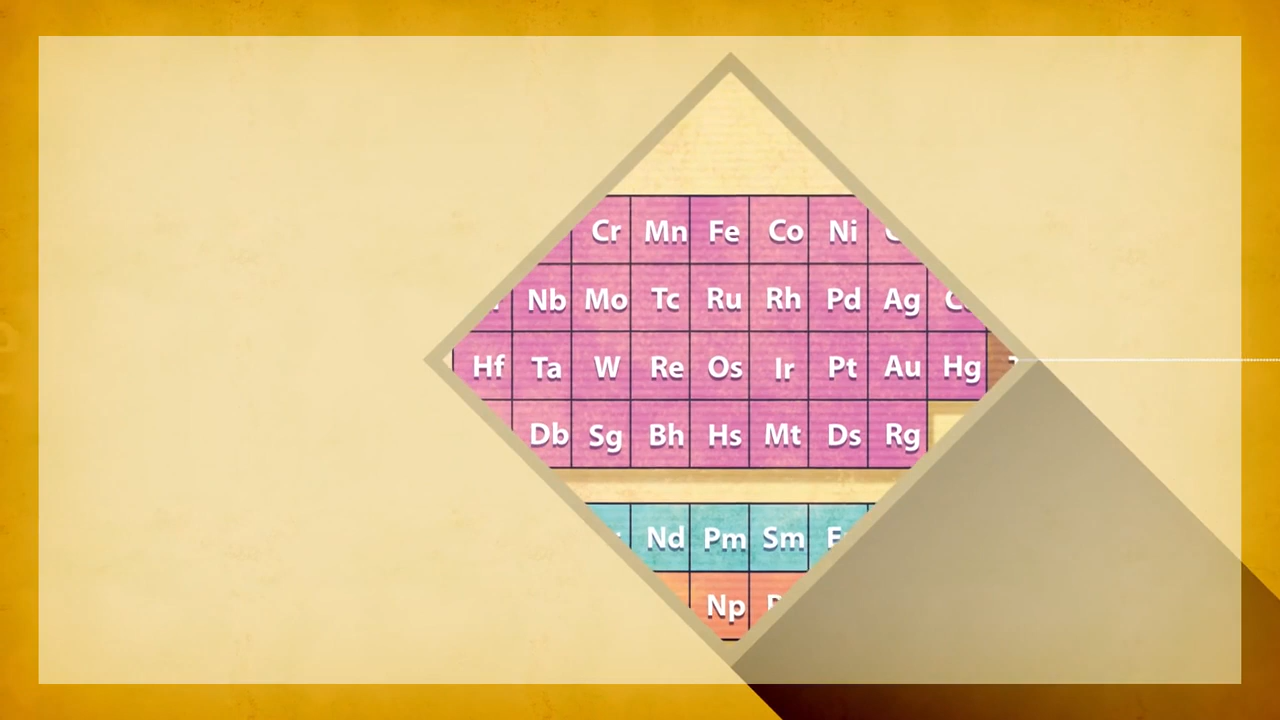 Cr Mn Fe Co Ni
Nb Mo Tc Ru Rh Pd Ag
Hf Ta W Re Os Ir Pt Au Hg
Db Sg Bh Hs Mt Ds Rg
Nd Pm Sm
Np